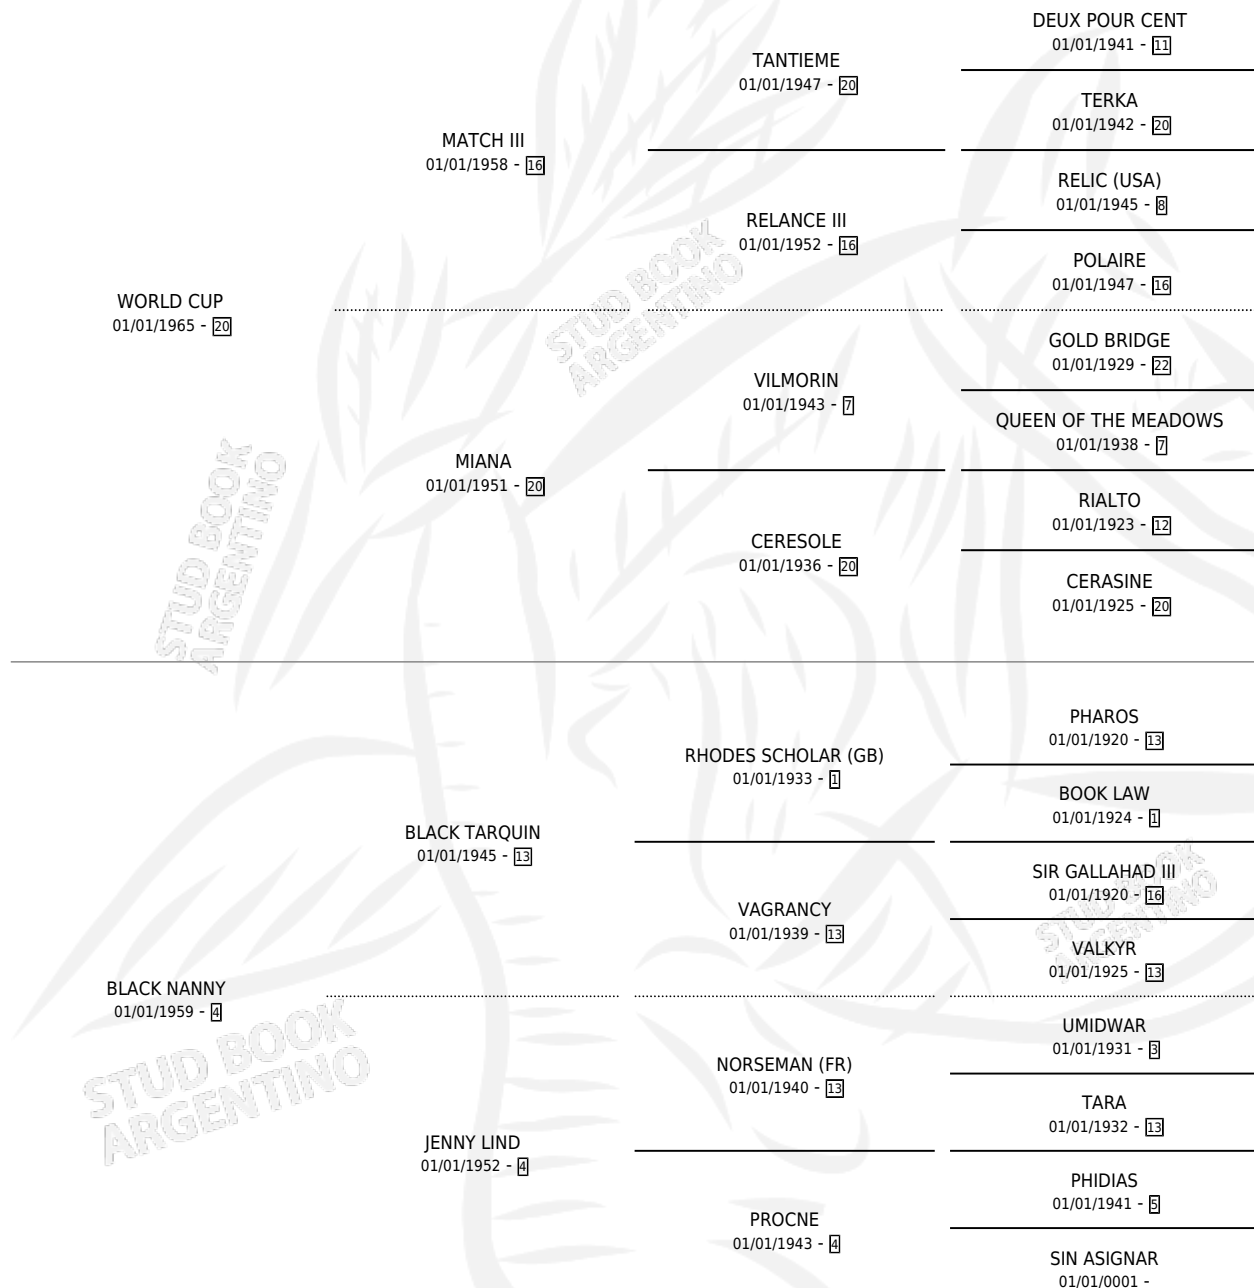 DEUX POUR CENT
01/01/1941 - 11
TANTIEME
01/01/1947 - 20
TERKA
01/01/1942 - 20
MATCH III
01/01/1958 - 16
RELIC (USA)
01/01/1945 - 8
RELANCE III
01/01/1952 - 16
POLAIRE
01/01/1947 - 16
WORLD CUP
01/01/1965 - 20
STUD BOOK
ARGENTINO
GOLD BRIDGE
01/01/1929 - 22
VILMORIN
01/01/1943 - 7
QUEEN OF THE MEADOWS
01/01/1938 - 7
MIANA
01/01/1951 - 20
RIALTO
01/01/1923 - 12
CERESOLE
01/01/1936 - 20
CERASINE
01/01/1925 - 20
STUD BOOK
ARGENTINO
PHAROS
01/01/1920 - 13
RHODES SCHOLAR (GB)
01/01/1933 - 1
BOOK LAW
01/01/1924 - 1
BLACK TARQUIN
01/01/1945 - 13
SIR GALLAHAD III
01/01/1920 - 16
VAGRANCY
01/01/1939 - 13
STUD BOOK
ARGENTINO
VALKYR
01/01/1925 - 13
BLACK NANNY
01/01/1959 - 4
UMIDWAR
01/01/1931 - 3
STUD BOOK
ARGENTINO
NORSEMAN (FR)
01/01/1940 - 13
TARA
01/01/1932 - 13
JENNY LIND
01/01/1952 - 4
PHIDIAS
01/01/1941 - 5
PROCNE
01/01/1943 - 4
SIN ASIGNAR
01/01/0001 -